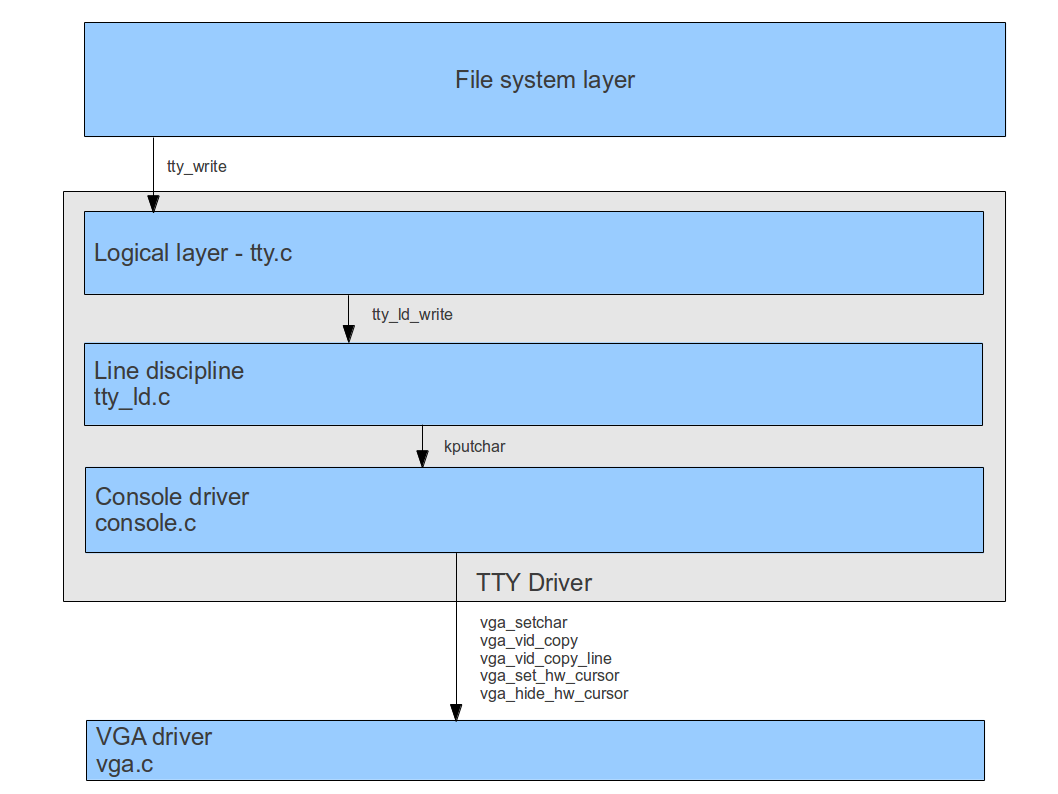 File system layer
tty_write
Logical layer - tty.c
tty_ld_write
Line discipline
tty_ld.c
kputchar
Console driver
console.c
TTY Driver
vga_setchar
vga_vid_copy
vga_vid_copy_line
vga_set_hw_cursor
vga_hide_hw_cursor
VGA driver
vga.c